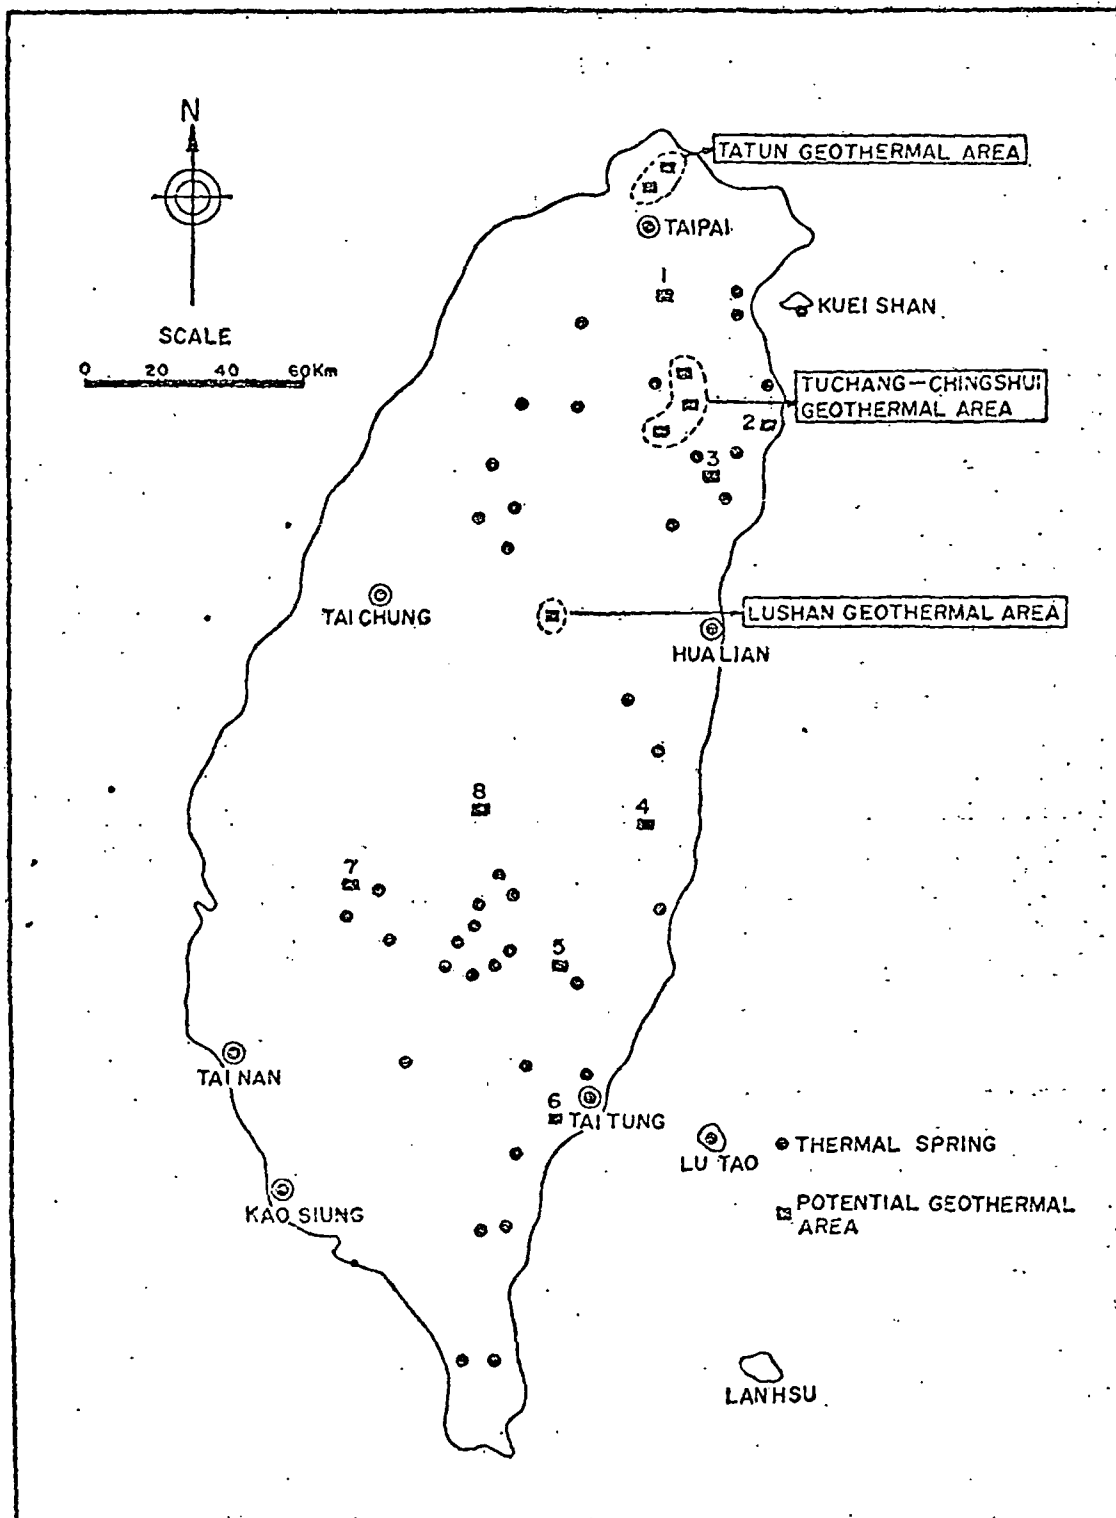 N
TATUN GEOTHERMAL AREA
TAIPAI
1
KUEI SHAN
SCALE
0 20 40 60Km
TUCHANG-CHINGSHUI
GEOTHERMAL AREA
2
3
TAI CHUNG
LUSHAN GEOTHERMAL AREA
HUALIAN
8
4
7
5
TAI NAN
6
TAI TUNG
LU TAO
THERMAL SPRING
KAO SIUNG
POTENTIAL GEOTHERMAL
AREA
LANHSU